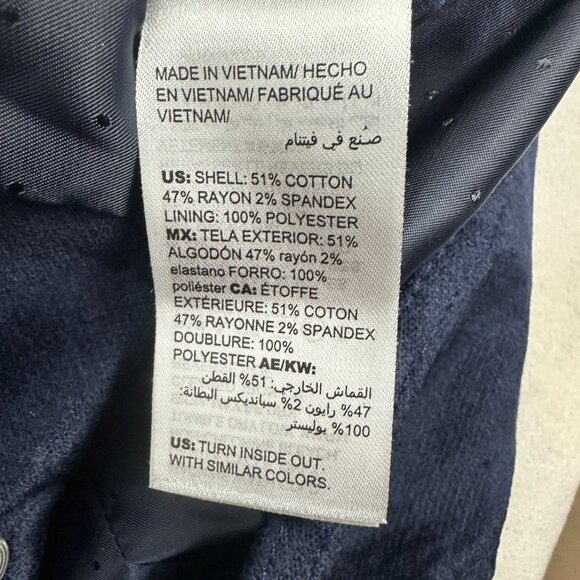 MADE IN VIETNAM/ HECHO
EN VIETNAM/ FABRIQUÉ AU
VIETNAM/
صُنع في فيتنام
US: SHELL: 51% COTTON
47% RAYON 2% SPANDEX
LINING: 100% POLYESTER
MX: TELA EXTERIOR: 51%
ALGODÓN 47% rayón 2%
elastano FORRO: 100%
poliéster CA: ÉTOFFE
EXTÉRIEURE: 51% COTON
47% RAYONNE 2% SPANDEX
DOUBLURE: 100%
POLYESTER AE/KW:
القماش الخارجي: 51% القطن
47% رايون 2% سبانديكس البطانة:
100% بوليستر
US: TURN INSIDE OUT.
WITH SIMILAR COLORS.